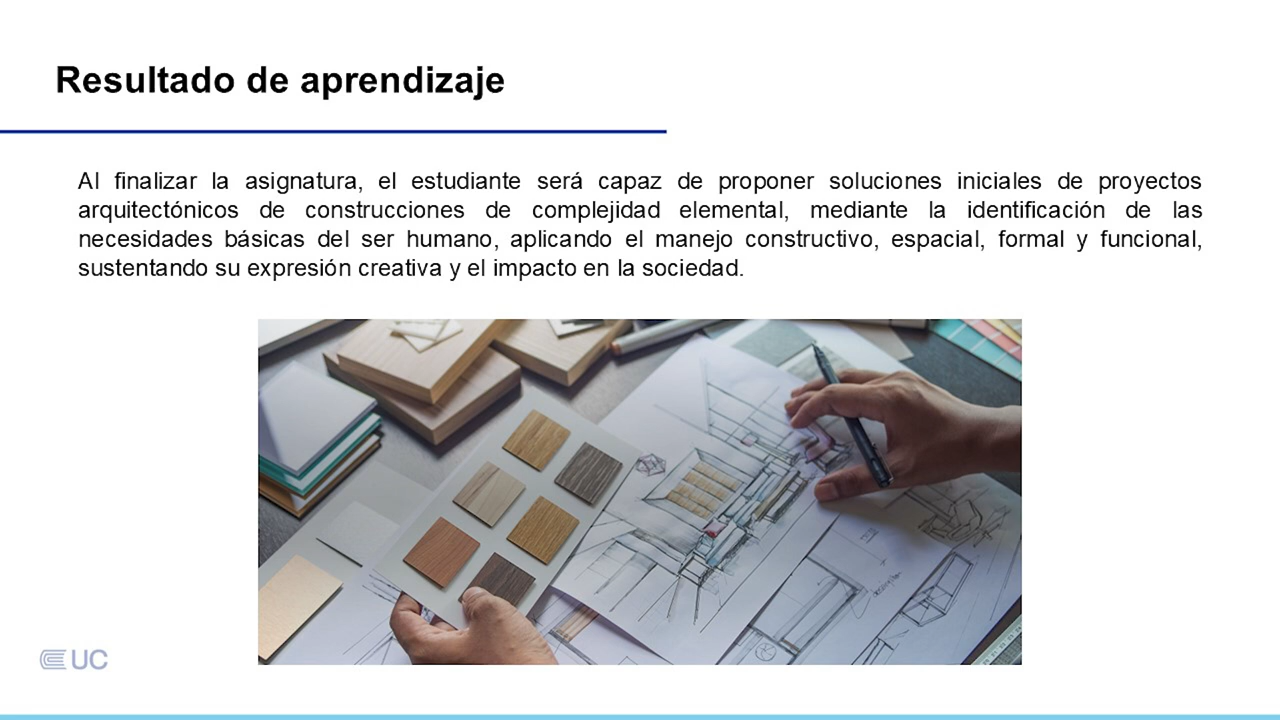 Resultado de aprendizaje
Al finalizar la asignatura, el estudiante será capaz de proponer soluciones iniciales de proyectos
arquitectónicos de construcciones de complejidad elemental, mediante la identificación de las
necesidades básicas del ser humano, aplicando el manejo constructivo, espacial, formal y funcional,
sustentando su expresión creativa y el impacto en la sociedad.
UC